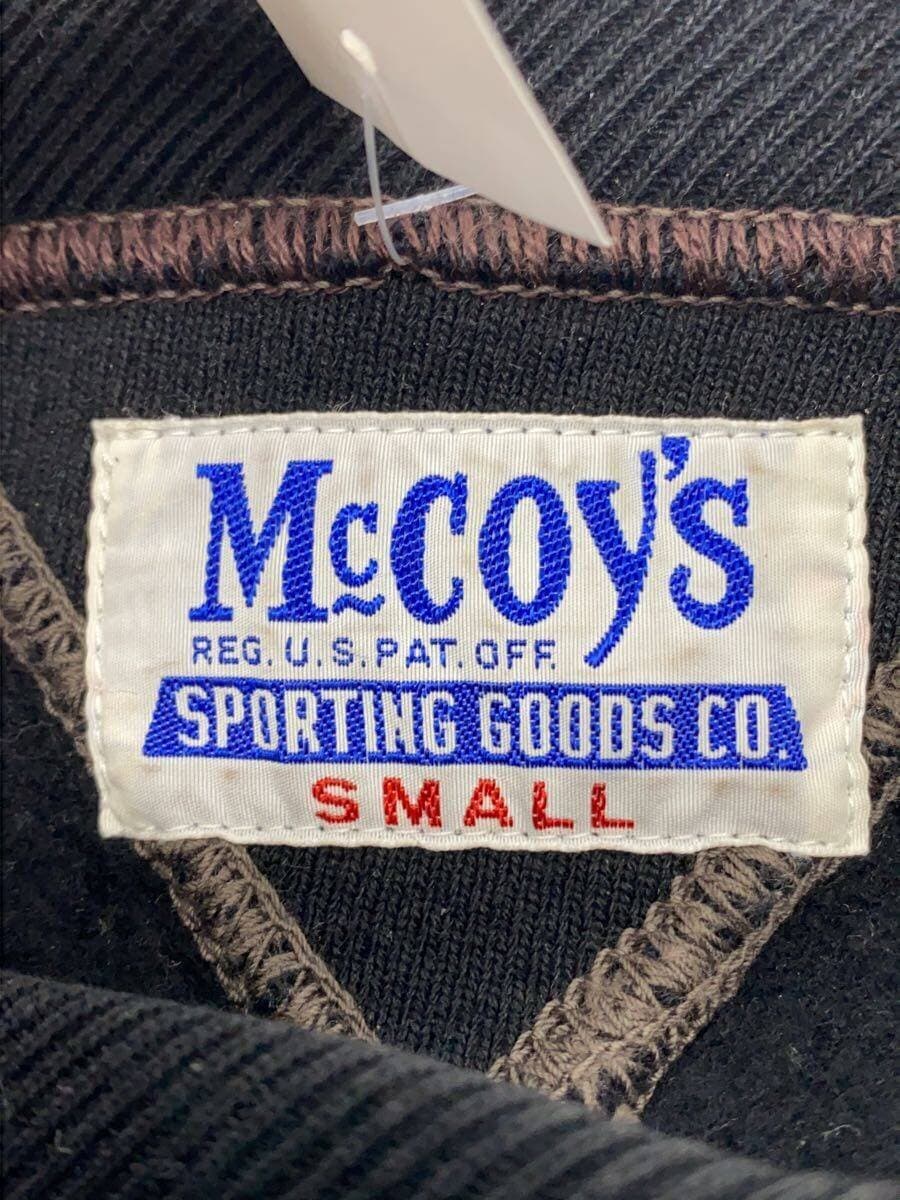 McCOY'S
REG. U.S. PAT. OFF.
SPORTING GOODS CO.
SMALL